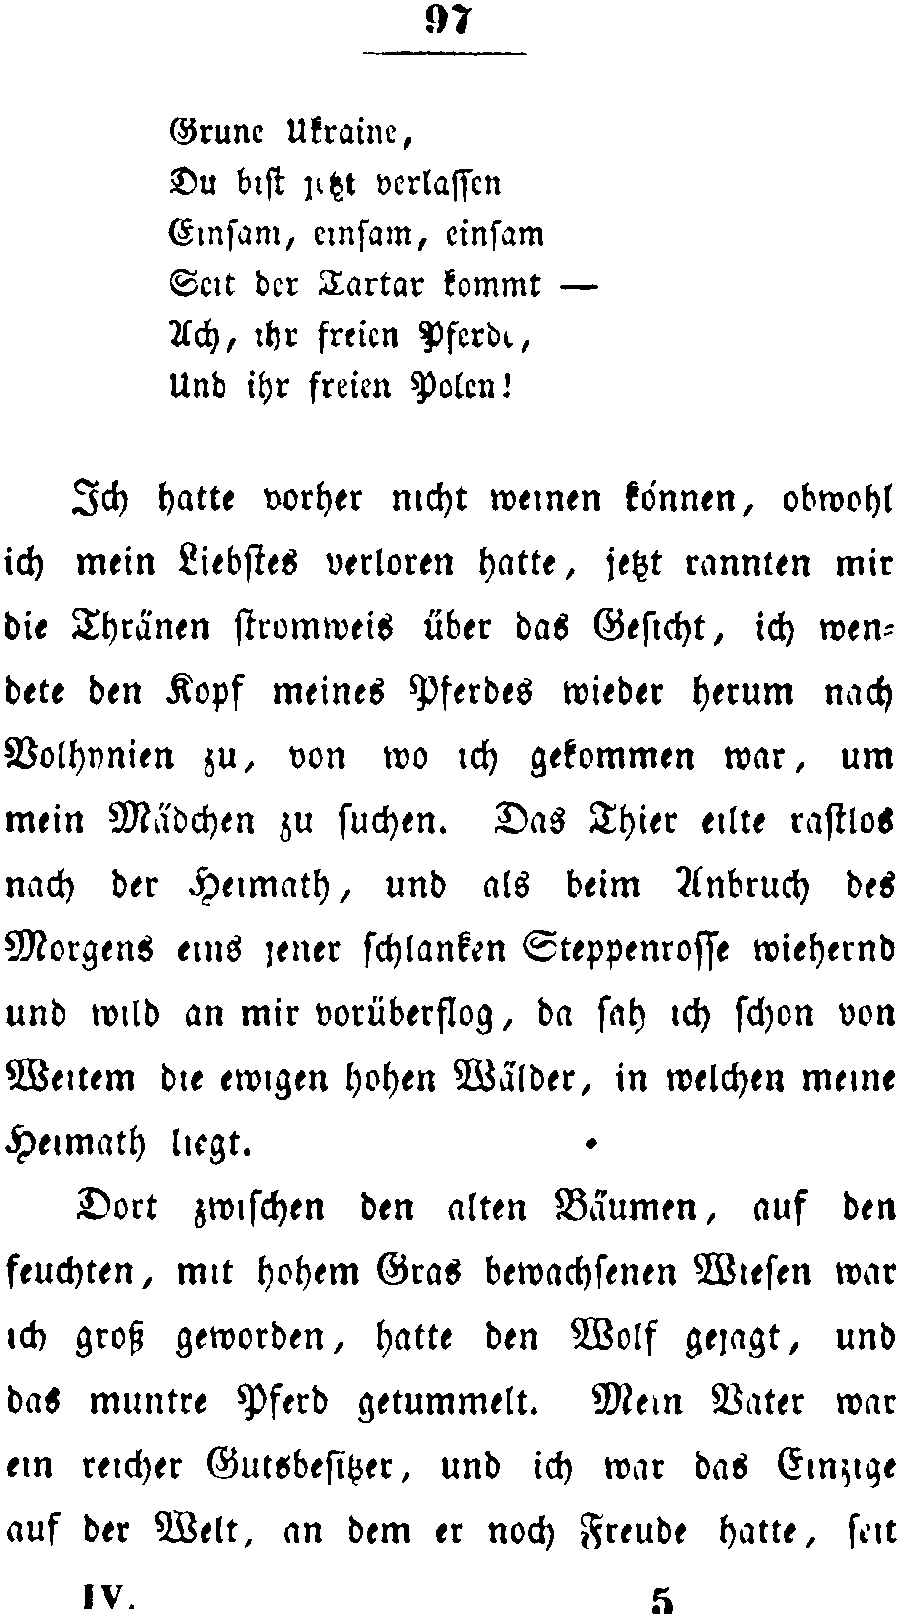 97
Grune Ukraine,
Du bist jetzt verlassen
Einsam, einsam, einsam
Seit der Tartar kommt —
Ach, ihr freien Pferde,
Und ihr freien Polen!
Ich hatte vorher nicht weinen können, obwohl
ich mein Liebstes verloren hatte, jetzt rannten mir
die Thränen stromweis über das Gesicht, ich wen-
dete den Kopf meines Pferdes wieder herum nach
Volhynien zu, von wo ich gekommen war, um
mein Mädchen zu suchen. Das Thier eilte rastlos
nach der Heimath, und als beim Anbruch des
Morgens eins jener schlanken Steppenrosse wiehernd
und wild an mir vorüberflog, da sah ich schon von
Weitem die ewigen hohen Wälder, in welchen meine
Heimath liegt.
Dort zwischen den alten Bäumen, auf den
feuchten, mit hohem Gras bewachsenen Wiesen war
ich groß geworden, hatte den Wolf gejagt, und
das muntre Pferd getummelt. Mein Vater war
ein reicher Gutsbesitzer, und ich war das Einzige
auf der Welt, an dem er noch Freude hatte, seit
IV. 5